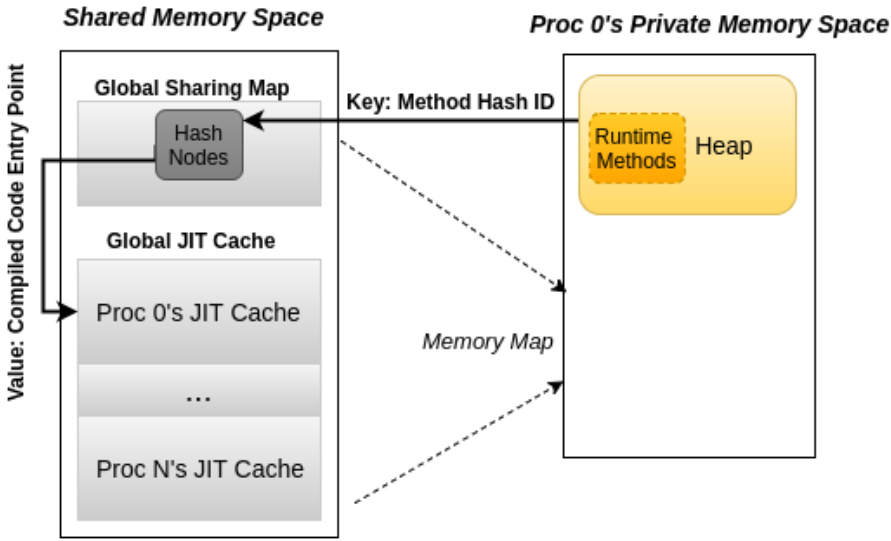 Shared Memory Space
Proc 0's Private Memory Space
Value: Compiled Code Entry Point
Global Sharing Map
Hash
Nodes
Key: Method Hash ID
Runtime
Methods
Heap
Global JIT Cache
Proc 0's JIT Cache
...
Proc N's JIT Cache
Memory Map